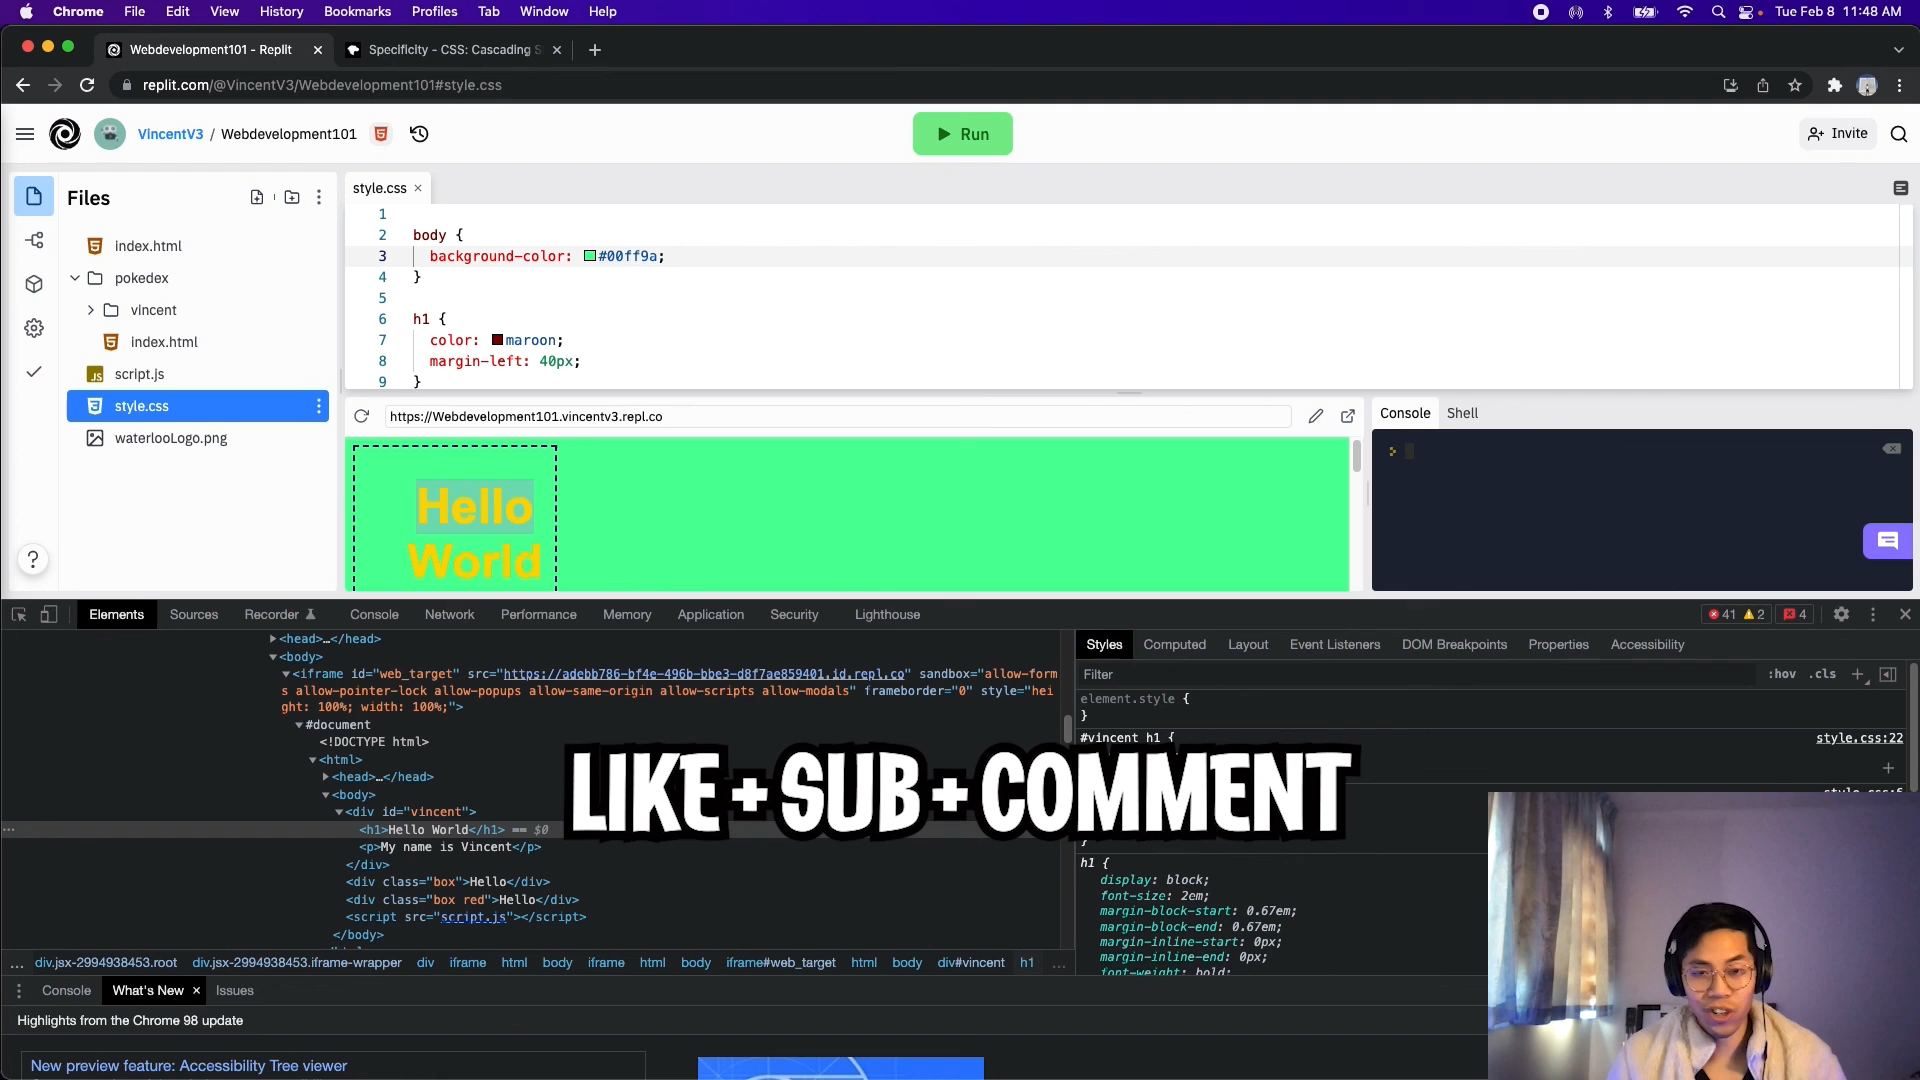 Chrome File Edit View History Bookmarks Profiles Tab Window Help
Tue Feb 8 11:48 AM
Webdevelopment101 - Replit
Specificity - CSS: Cascading S
replit.com/@VincentV3/Webdevelopment101#style.css
VincentV3 / Webdevelopment101
Run
Invite
Files
index.html
pokedex
vincent
index.html
script.js
style.css
waterlooLogo.png
style.css
1
2 body {
3 background-color: #00ff9a;
4 }
5
6 h1 {
7 color: maroon;
8 margin-left: 40px;
9 }
https://Webdevelopment101.vincentv3.repl.co
Console Shell
Hello
World
Elements Sources Recorder Console Network Performance Memory Application Security Lighthouse
41 2 4
<head>…</head>
<body>
<iframe id="web_target" src="https://adebb786-bf4e-496b-bbe3-d8f7ae859401.id.repl.co" sandbox="allow-form
s allow-pointer-lock allow-popups allow-same-origin allow-scripts allow-modals" frameborder="0" style="hei
ght: 100%; width: 100%;">
#document
<!DOCTYPE html>
<html>
<head>…</head>
<body>
<div id="vincent">
<h1>Hello World</h1> == $0
<p>My name is Vincent</p>
</div>
<div class="box">Hello</div>
<div class="box red">Hello</div>
<script src="script.js"></script>
</body>
… div.jsx-2994938453.root div.jsx-2994938453.iframe-wrapper div iframe html body iframe html body iframe#web_target html body div#vincent h1 …
Styles Computed Layout Event Listeners DOM Breakpoints Properties Accessibility
Filter
:hov .cls
element.style {
}
#vincent h1 {
style.css:22
style.css:6
}
h1 {
display: block;
font-size: 2em;
margin-block-start: 0.67em;
margin-block-end: 0.67em;
margin-inline-start: 0px;
margin-inline-end: 0px;
font-weight: bold;
LIKE + SUB + COMMENT
Console What's New Issues
Highlights from the Chrome 98 update
New preview feature: Accessibility Tree viewer